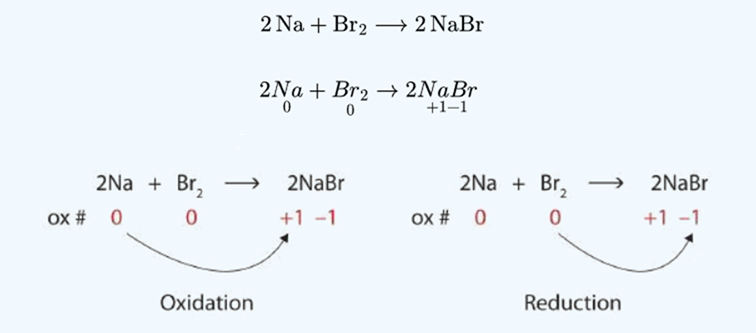 2 Na + Br₂ ⟶ 2 NaBr
2Na + Br₂ → 2NaBr
0 0 +1−1
2Na + Br₂ ⟶ 2NaBr
ox # 0 0 +1 −1
Oxidation
2Na + Br₂ ⟶ 2NaBr
ox # 0 0 +1 −1
Reduction